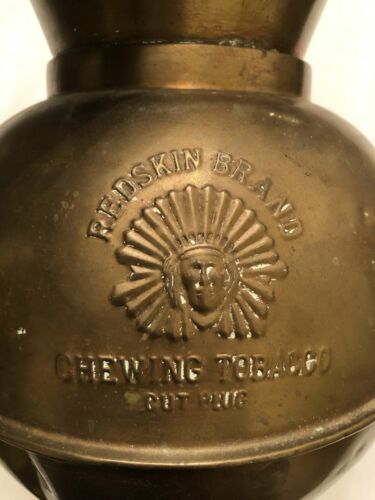 REDSKIN BRAND
CHEWING TOBACCO
CUT PLUG